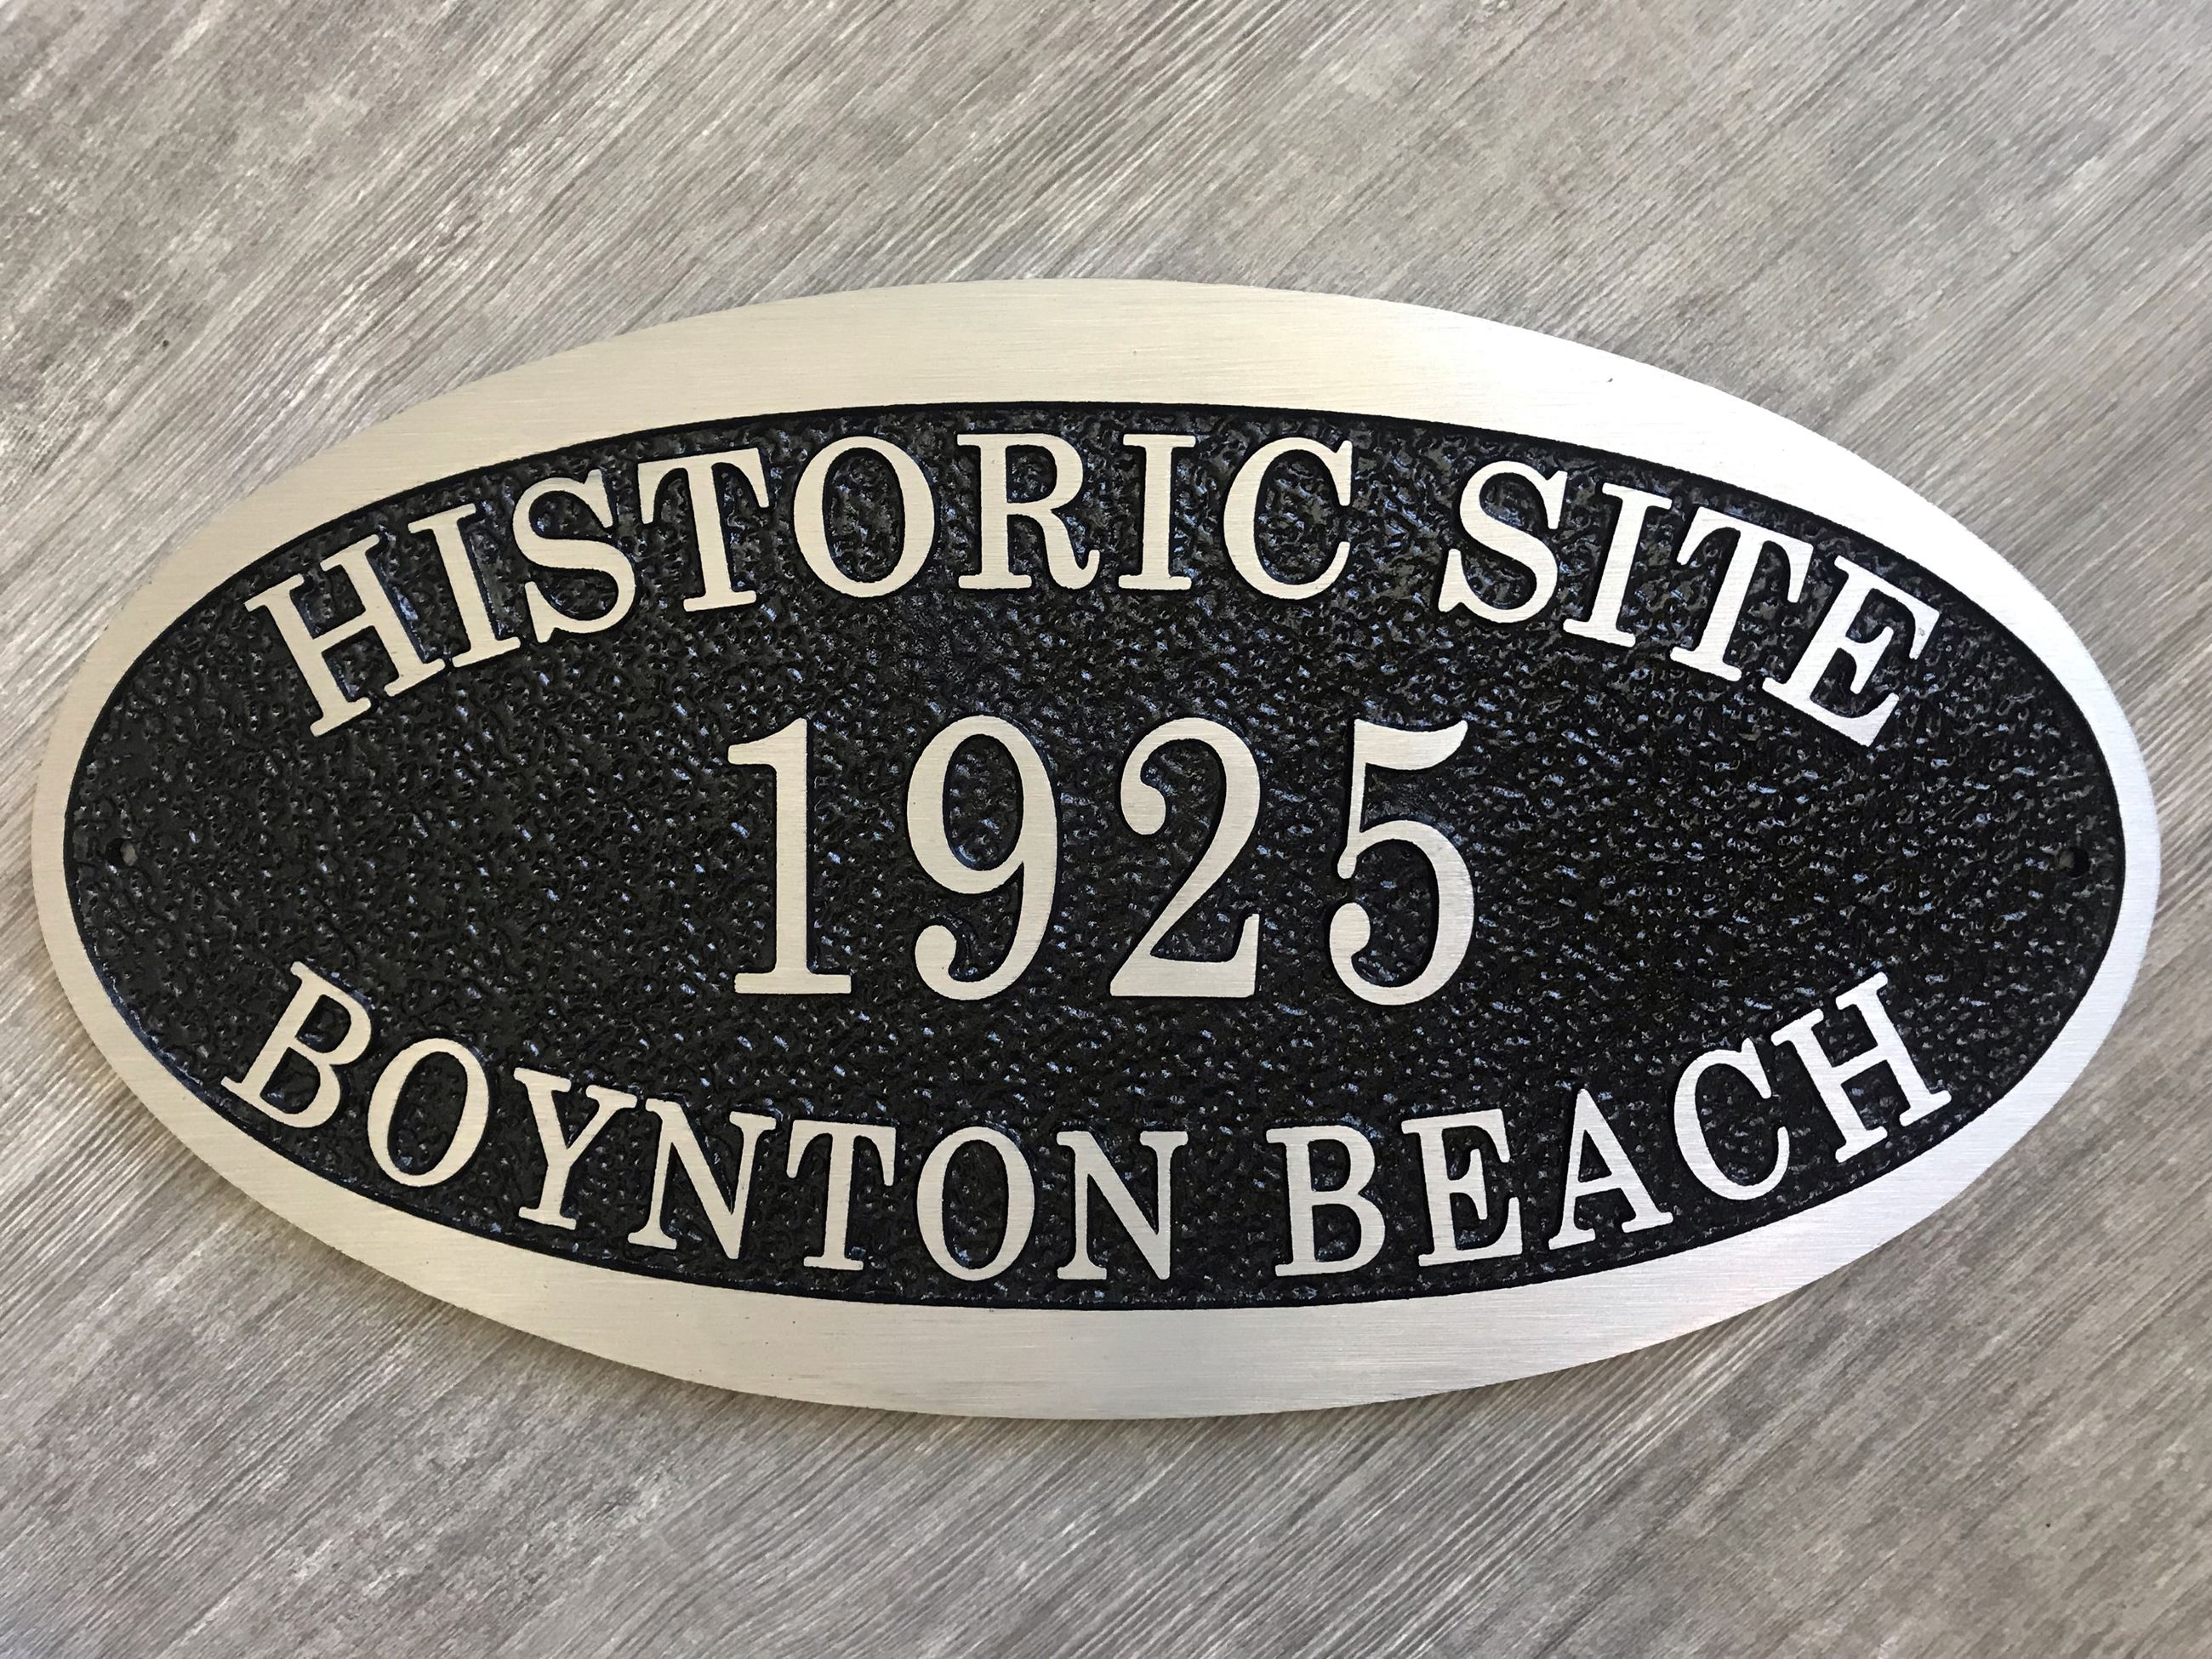 HISTORIC SITE
1925
BOYNTON BEACH